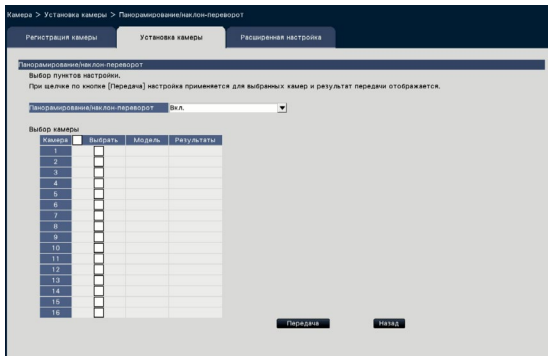 Камера > Установка камеры > Панорамирование/наклон-переворот
Регистрация камеры Установка камеры Расширенная настройка
Панорамирование/наклон-переворот
Выбор пунктов настройки.
При щелчке по кнопке [Передача] настройка применяется для выбранных камер и результат передачи отображается.
Панорамирование/наклон-переворот Вкл.
Выбор камеры
Камера Выбрать Модель Результаты
1
2
3
4
5
6
7
8
9
10
11
12
13
14
15
16
Передача Назад